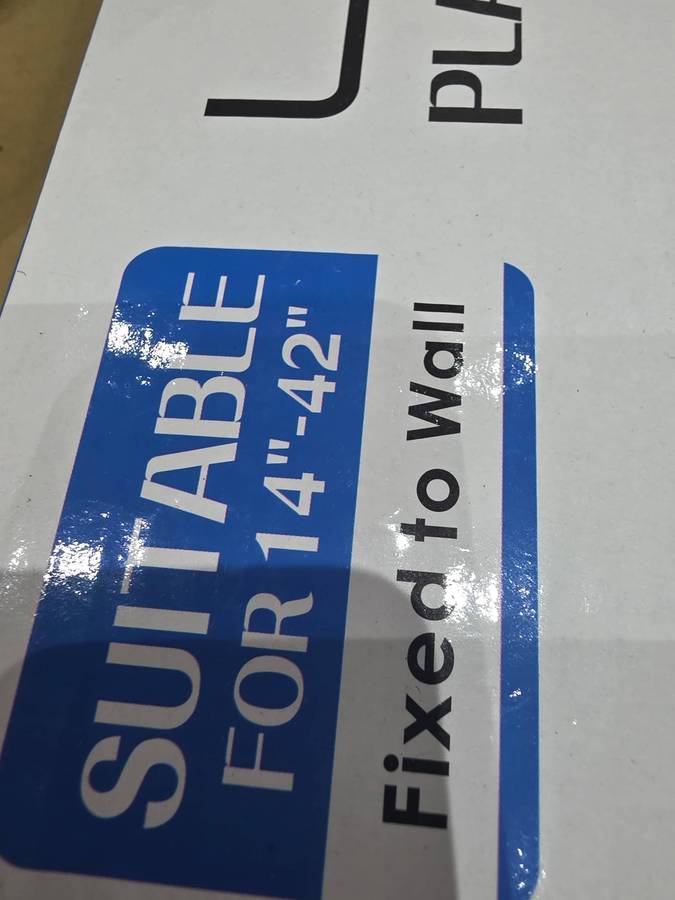 SUITABLE
FOR 14"-42"
Fixed to Wall